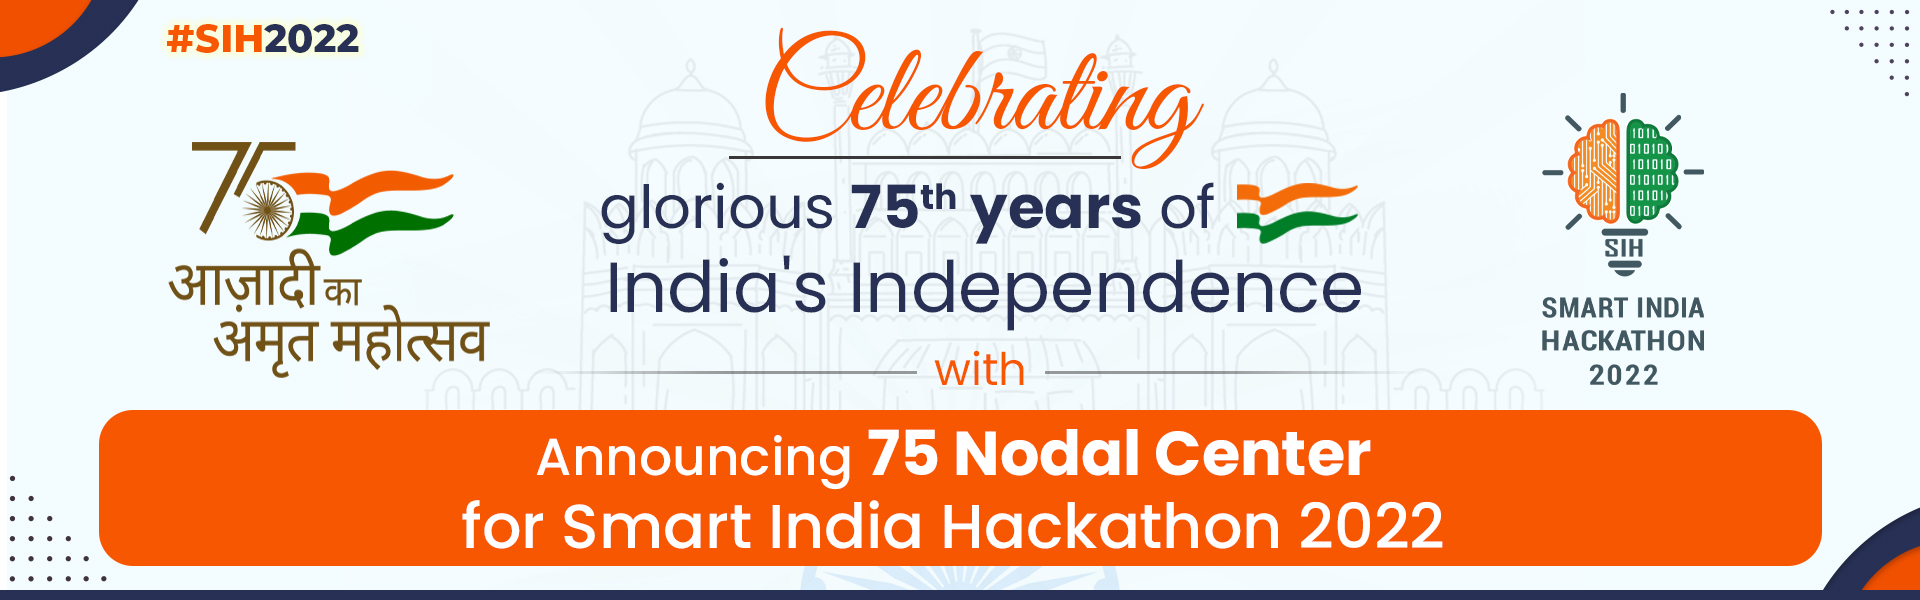 #SIH2022
75
आज़ादी का
अमृत महोत्सव
Celebrating
glorious 75th years of
India's Independence
with
SIH
SMART INDIA
HACKATHON
2022
Announcing 75 Nodal Center
for Smart India Hackathon 2022